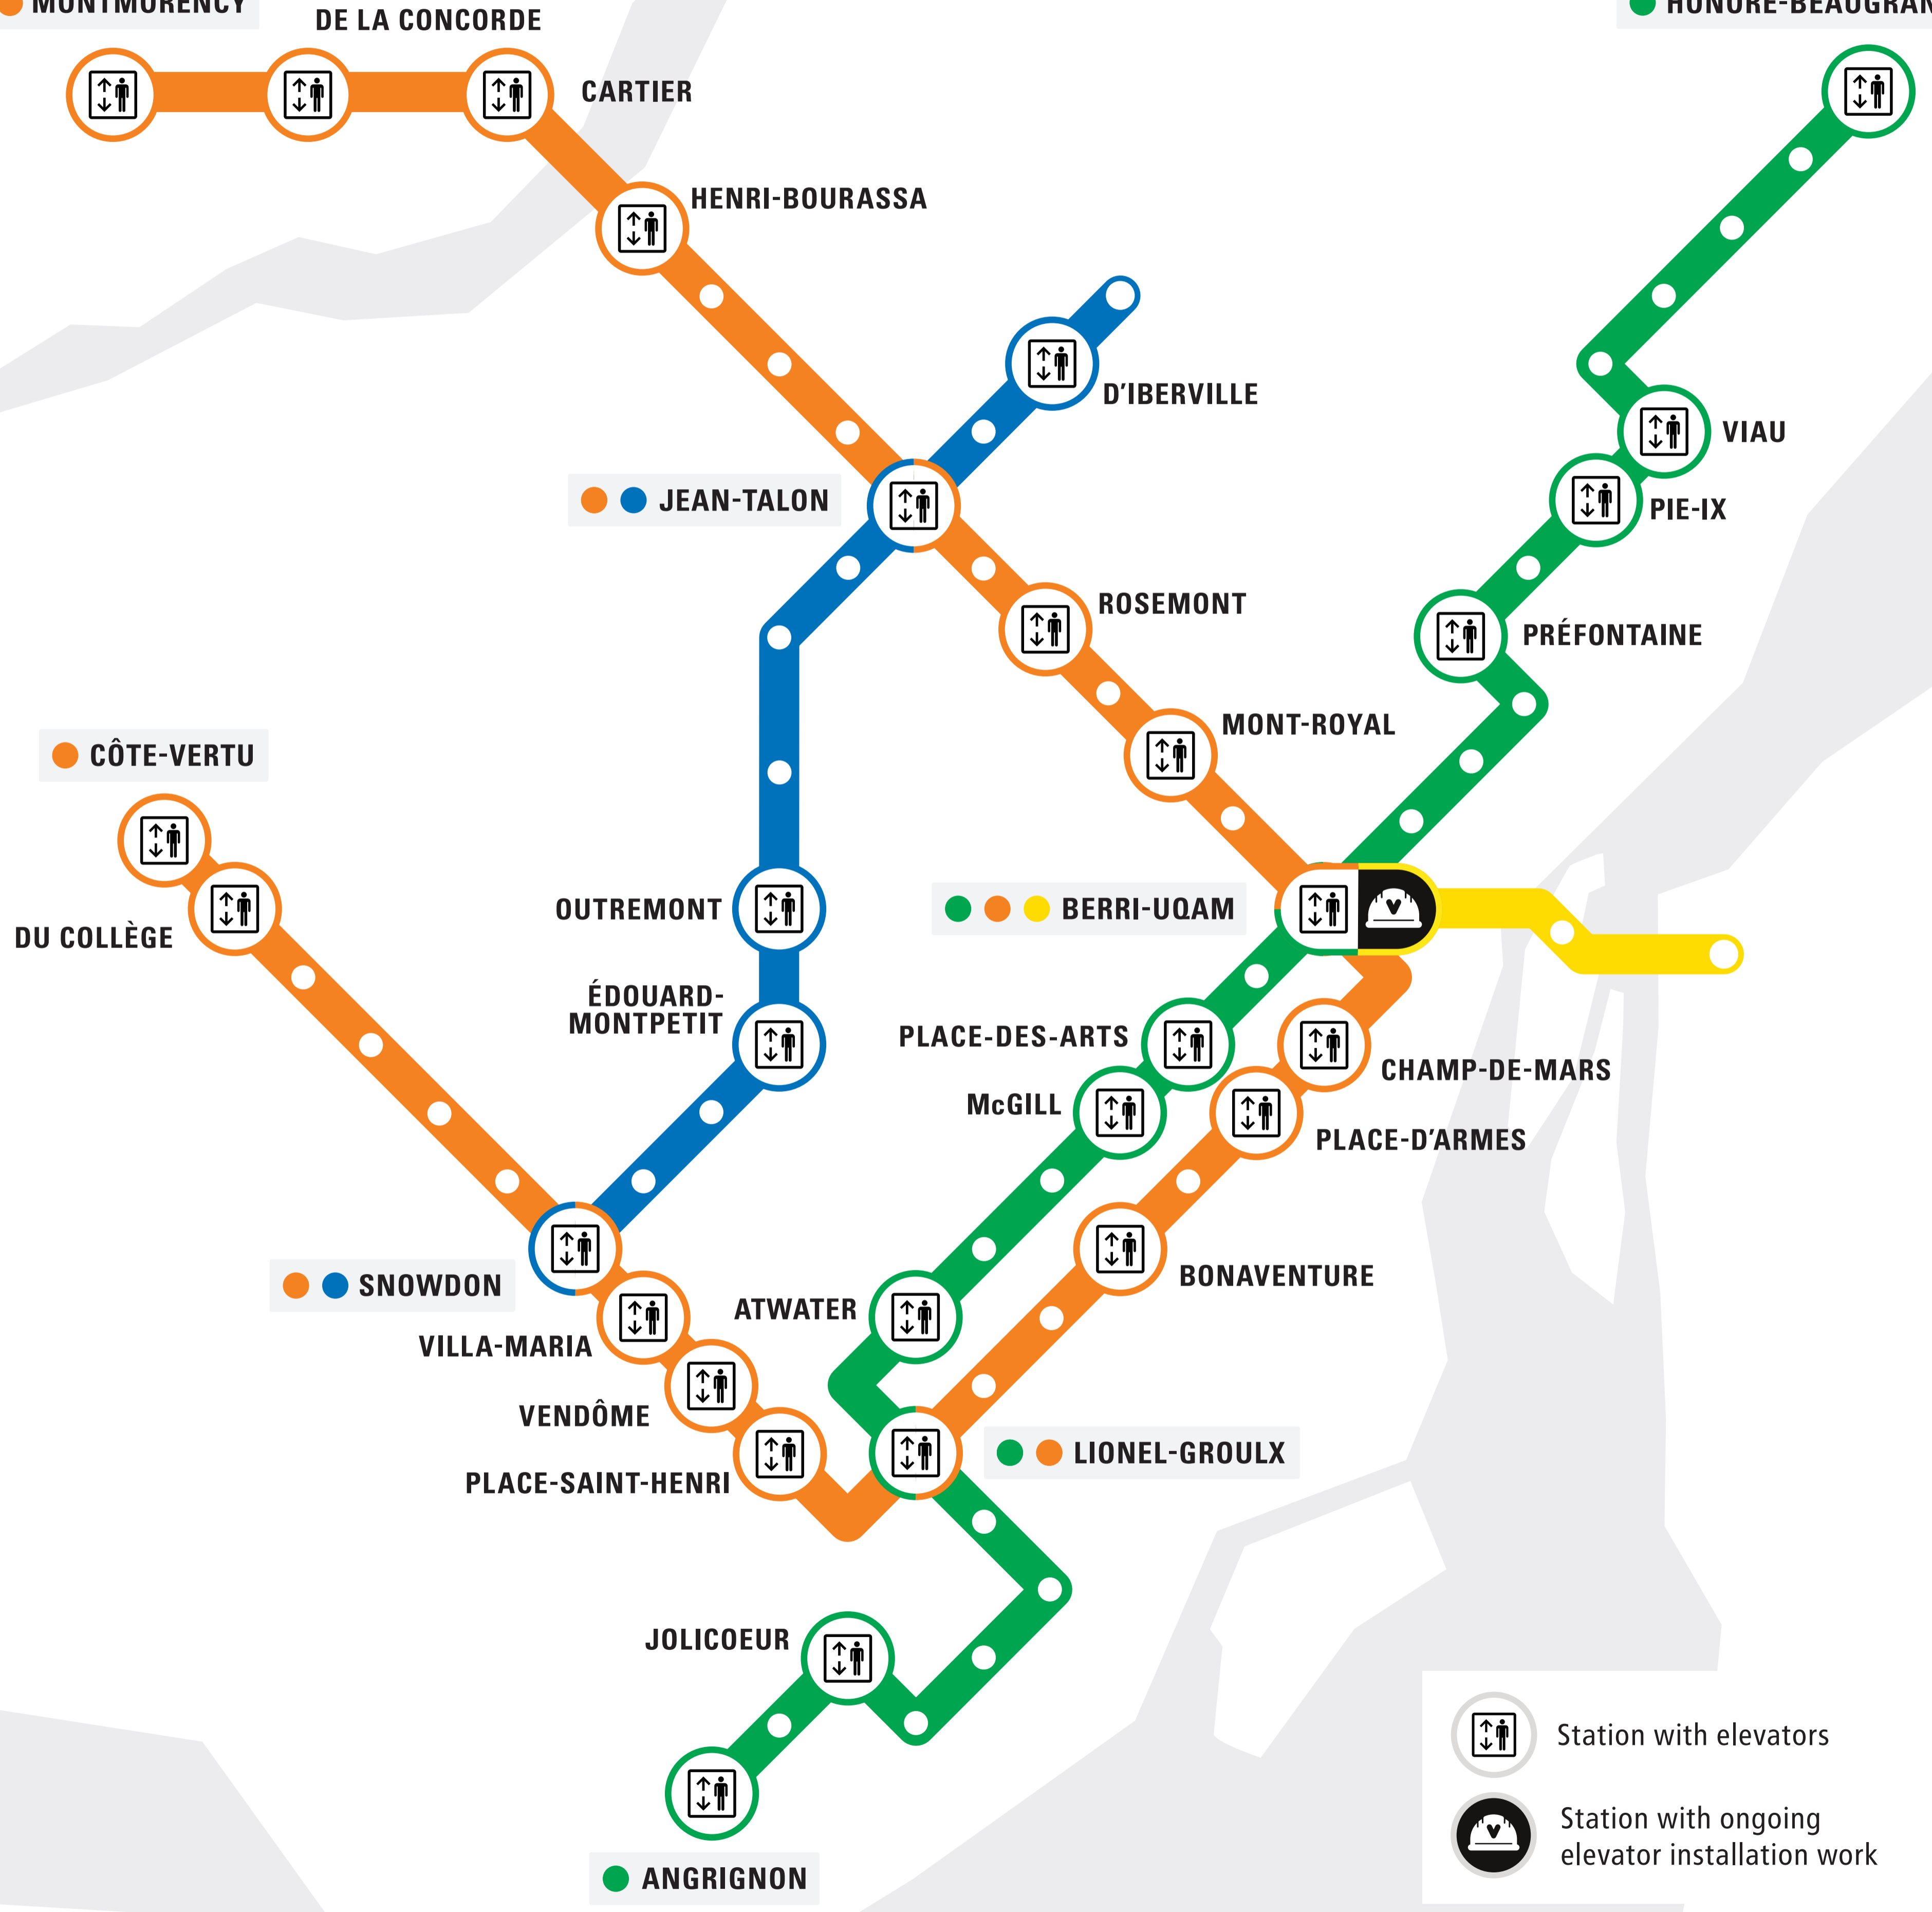 MONTMORENCY
DE LA CONCORDE
HONORÉ-BEAUGRAN
CARTIER
HENRI-BOURASSA
D'IBERVILLE
VIAU
JEAN-TALON
PIE-IX
ROSEMONT
PRÉFONTAINE
MONT-ROYAL
CÔTE-VERTU
OUTREMONT
BERRI-UQAM
DU COLLÈGE
ÉDOUARD-
MONTPETIT
PLACE-DES-ARTS
CHAMP-DE-MARS
McGILL
PLACE-D'ARMES
BONAVENTURE
SNOWDON
ATWATER
VILLA-MARIA
VENDÔME
LIONEL-GROULX
PLACE-SAINT-HENRI
JOLICOEUR
ANGRIGNON
Station with elevators
Station with ongoing
elevator installation work